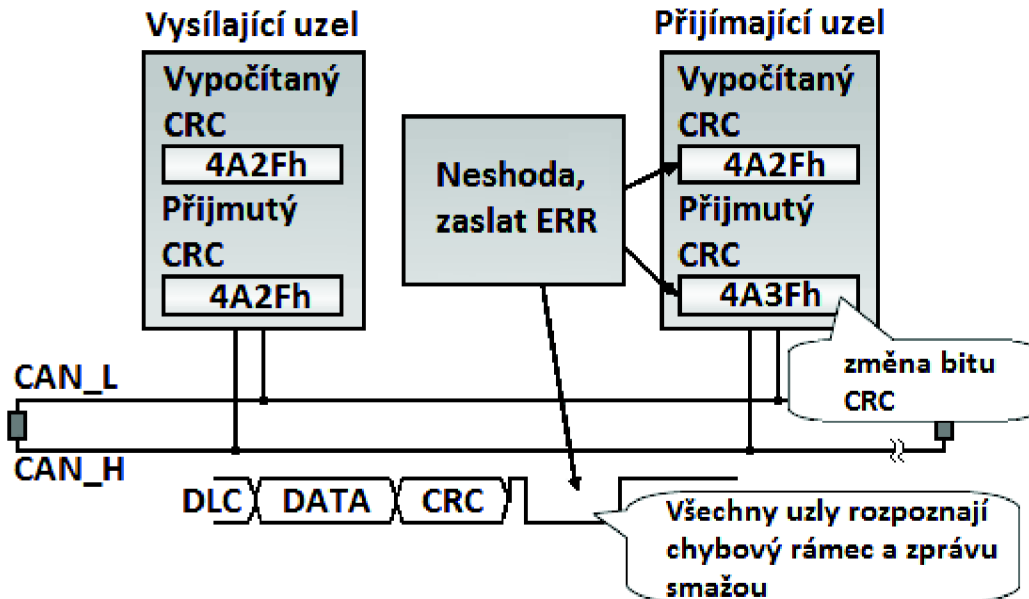 Vysílající uzel
Vypočítaný
CRC
4A2Fh
Přijmutý
CRC
4A2Fh
Neshoda,
zaslat ERR
Přijímající uzel
Vypočítaný
CRC
4A2Fh
Přijmutý
CRC
4A3Fh
změna bitu
CRC
CAN_L
CAN_H
DLC DATA CRC
Všechny uzly rozpoznají
chybový rámec a zprávu
smažou